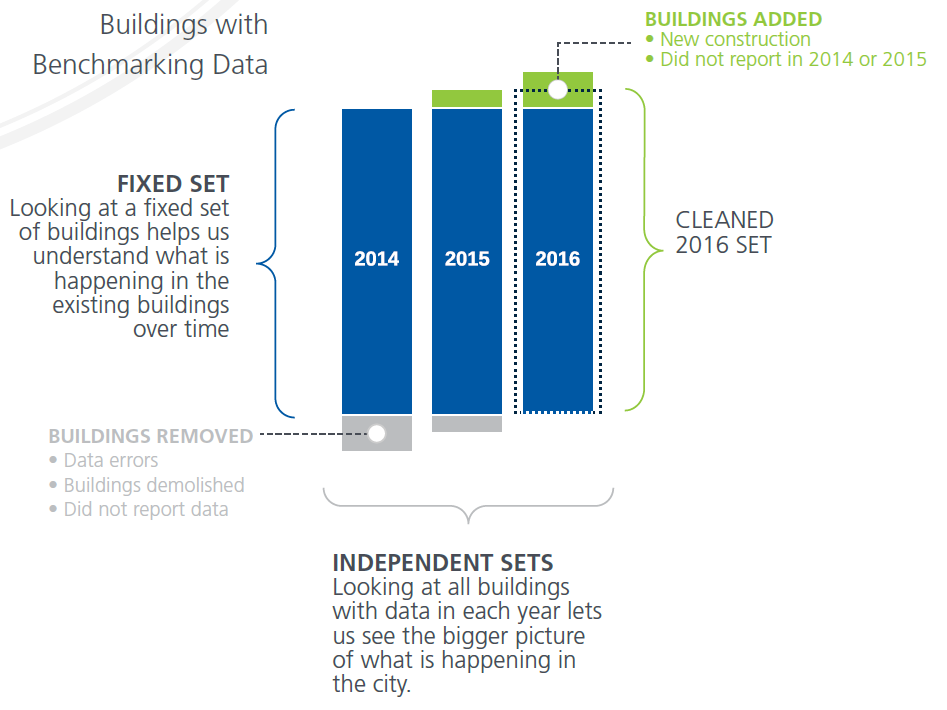 Buildings with
Benchmarking Data
BUILDINGS ADDED
• New construction
• Did not report in 2014 or 2015
FIXED SET
Looking at a fixed set
of buildings helps us
understand what is
happening in the
existing buildings
over time
2014
2015
2016
CLEANED
2016 SET
BUILDINGS REMOVED
• Data errors
• Buildings demolished
• Did not report data
INDEPENDENT SETS
Looking at all buildings
with data in each year lets
us see the bigger picture
of what is happening in
the city.